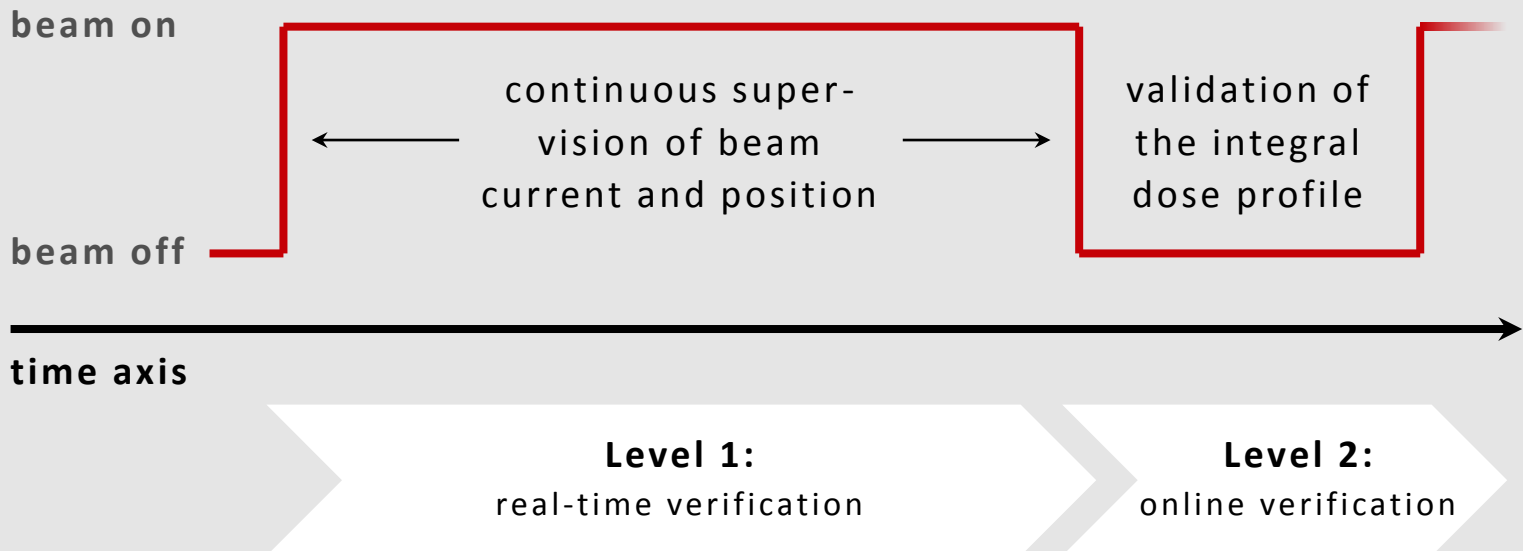 beam on
continuous super-
vision of beam
current and position
validation of
the integral
dose profile
beam off
time axis
Level 1:
real-time verification
Level 2:
online verification